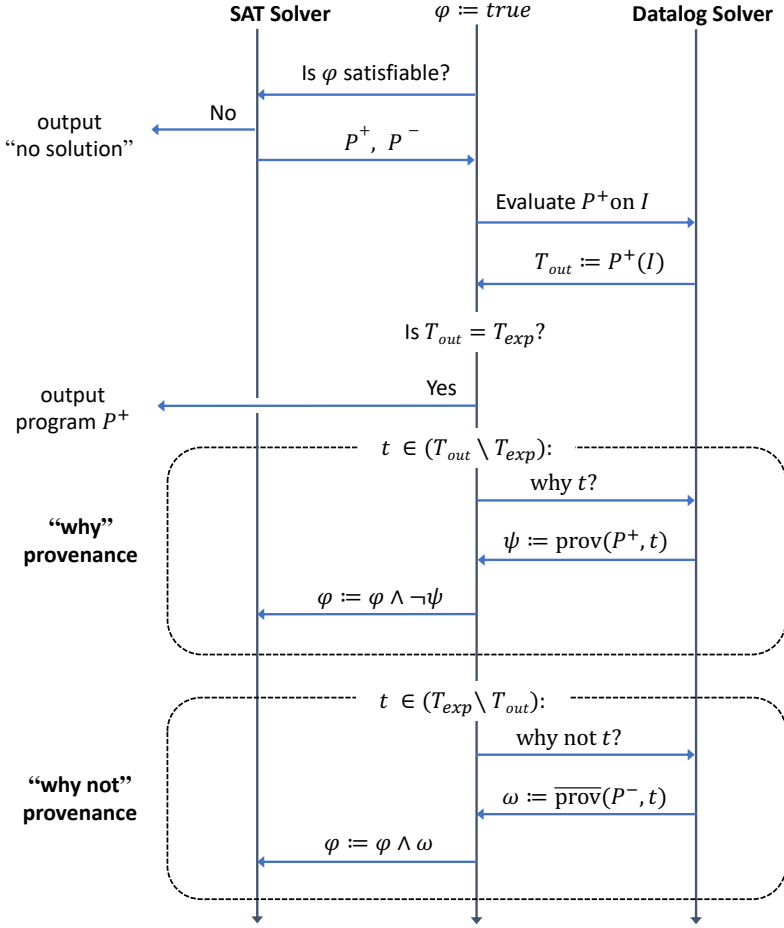 SAT Solver
φ ≔ true
Datalog Solver
Is φ satisfiable?
No
output
“no solution”
P⁺, P⁻
Evaluate P⁺on I
T_out ≔ P⁺(I)
Is T_out = T_exp?
Yes
output
program P⁺
t ∈ (T_out \ T_exp):
why t?
“why”
provenance
ψ ≔ prov(P⁺, t)
φ ≔ φ ∧ ¬ψ
t ∈ (T_exp\ T_out):
why not t?
“why not”
provenance
ω ≔ p̅r̅o̅v̅(P⁻, t)
φ ≔ φ ∧ ω